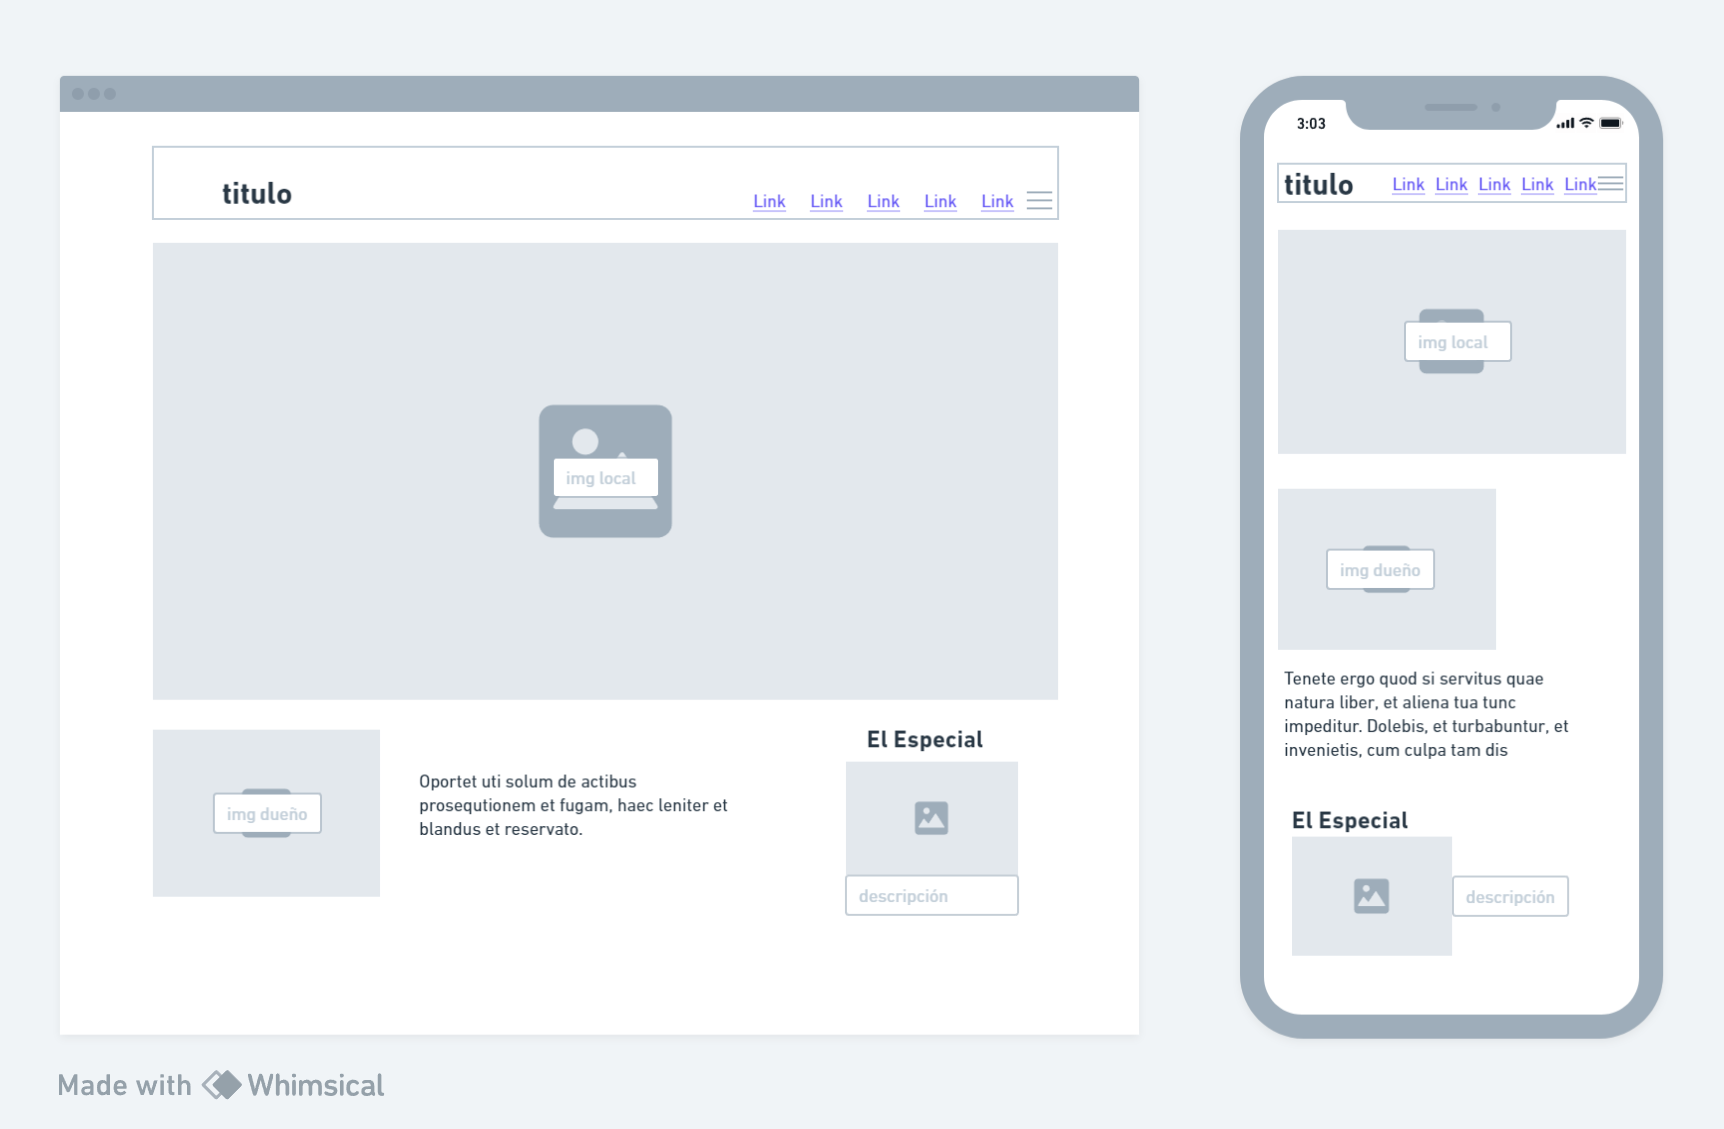 titulo
Link Link Link Link Link
img local
img dueño
Oportet uti solum de actibus
prosequtionem et fugam, haec leniter et
blandus et reservato.
El Especial
descripción
3:03
titulo
Link Link Link Link Link
img local
img dueño
Tenete ergo quod si servitus quae
natura liber, et aliena tua tunc
impeditur. Dolebis, et turbabuntur, et
invenietis, cum culpa tam dis
El Especial
descripción
Made with Whimsical